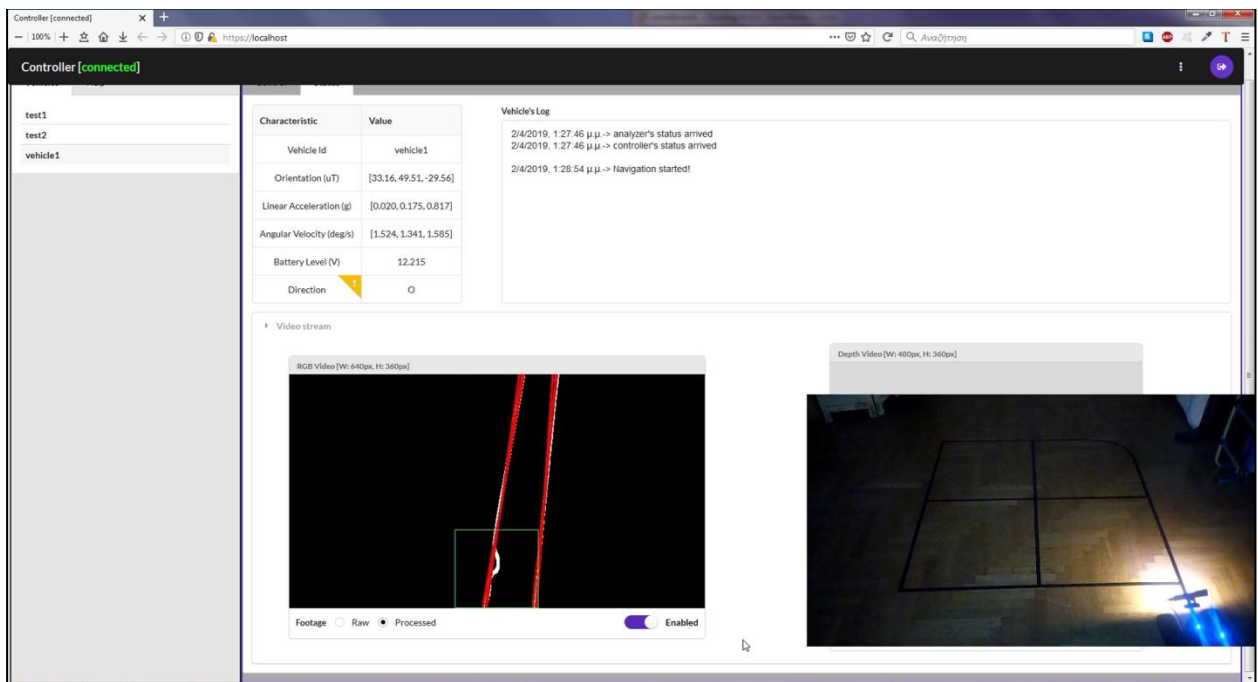 Controller [connected]
100%
https://localhost
Αναζήτηση
Controller [connected]
test1
test2
vehicle1
Characteristic Value
Vehicle Id vehicle1
Orientation (uT) [33.16, 49.51, -29.56]
Linear Acceleration (g) [0.020, 0.175, 0.817]
Angular Velocity (deg/s) [1.524, 1.341, 1.585]
Battery Level (V) 12.215
Direction O
Vehicle's Log
2/4/2019, 1:27:46 μ.μ.-> analyzer's status arrived
2/4/2019, 1:27:46 μ.μ.-> controller's status arrived
2/4/2019, 1:28:54 μ.μ.-> Navigation started!
Video stream
RGB Video [W: 640px, H: 360px]
Footage Raw Processed Enabled
Depth Video [W: 480px, H: 360px]